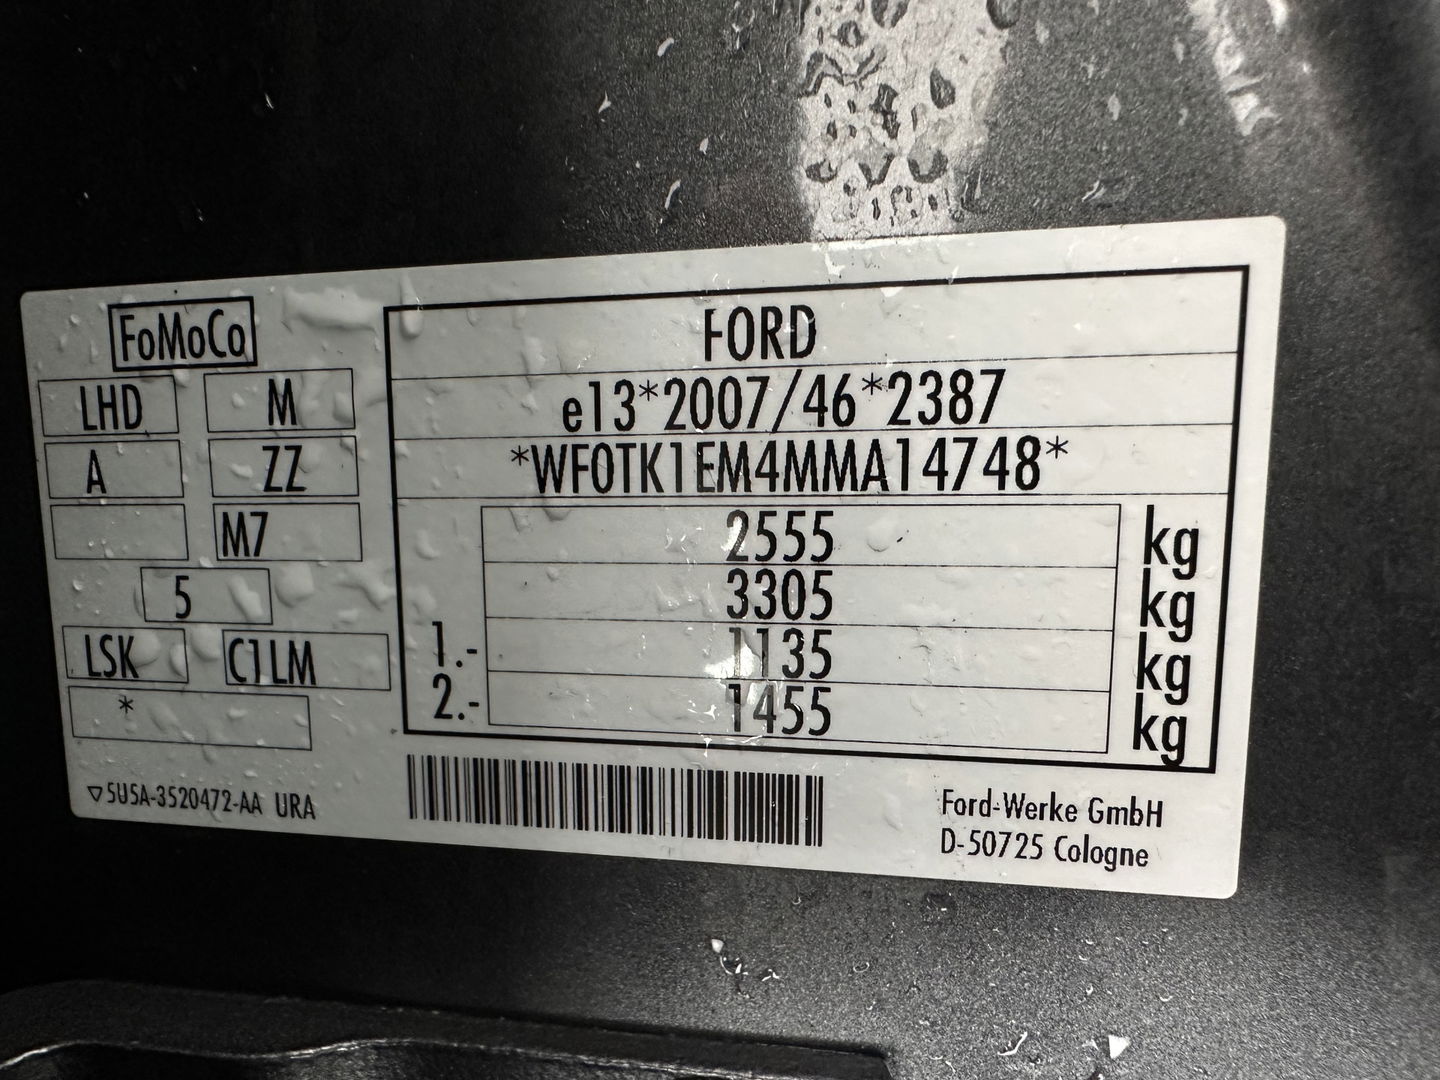 FoMoCo
LHD M
A ZZ
M7
5
LSK C1LM
*
▽5U5A-3520472-AA URA
FORD
e13*2007/46*2387
*WF0TK1EM4MMA14748*
2555 kg
3305 kg
1.- 1135 kg
2.- 1455 kg
Ford-Werke GmbH
D-50725 Cologne